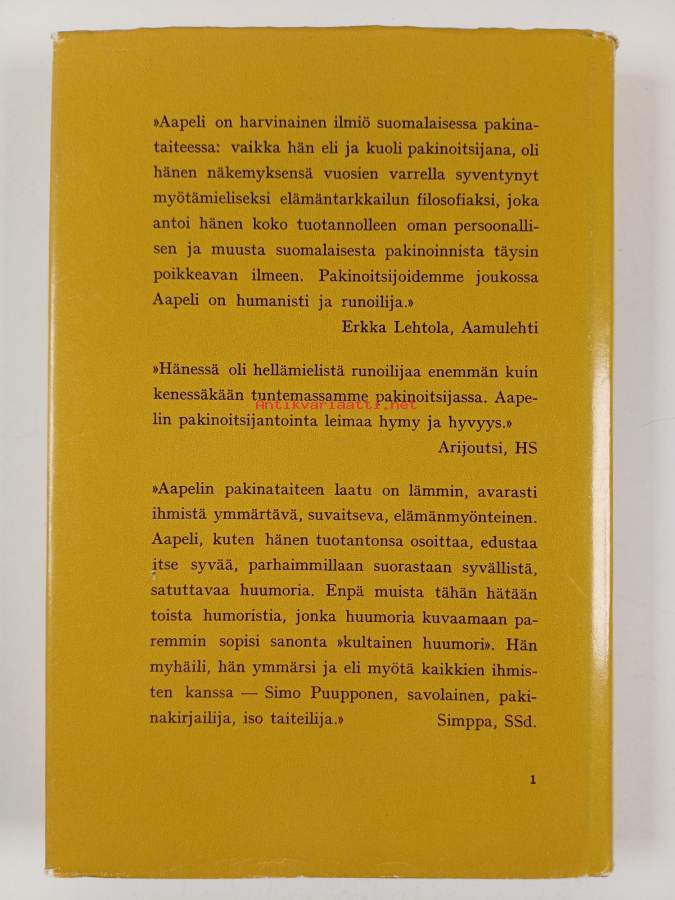 »Aapeli on harvinainen ilmiö suomalaisessa pakina-
taiteessa: vaikka hän eli ja kuoli pakinoitsijana, oli
hänen näkemyksensä vuosien varrella syventynyt
myötämieliseksi elämäntarkkailun filosofiaksi, joka
antoi hänen koko tuotannolleen oman persoonalli-
sen ja muusta suomalaisesta pakinoinnista täysin
poikkeavan ilmeen. Pakinoitsijoidemme joukossa
Aapeli on humanisti ja runoilija.»
Erkka Lehtola, Aamulehti
»Hänessä oli hellämielistä runoilijaa enemmän kuin
kenessäkään tuntemassamme pakinoitsijassa. Aape-
Antikvariaatti.net
lin pakinoitsijantointa leimaa hymy ja hyvyys.»
Arijoutsi, HS
»Aapelin pakinataiteen laatu on lämmin, avarasti
ihmistä ymmärtävä, suvaitseva, elämänmyönteinen.
Aapeli, kuten hänen tuotantonsa osoittaa, edustaa
itse syvää, parhaimmillaan suorastaan syvällistä,
satuttavaa huumoria. Enpä muista tähän hätään
toista humoristia, jonka huumoria kuvaamaan pa-
remmin sopisi sanonta »kultainen huumori». Hän
myhäili, hän ymmärsi ja eli myötä kaikkien ihmis-
ten kanssa — Simo Puupponen, savolainen, paki-
nakirjailija, iso taiteilija.» Simppa, SSd.
1